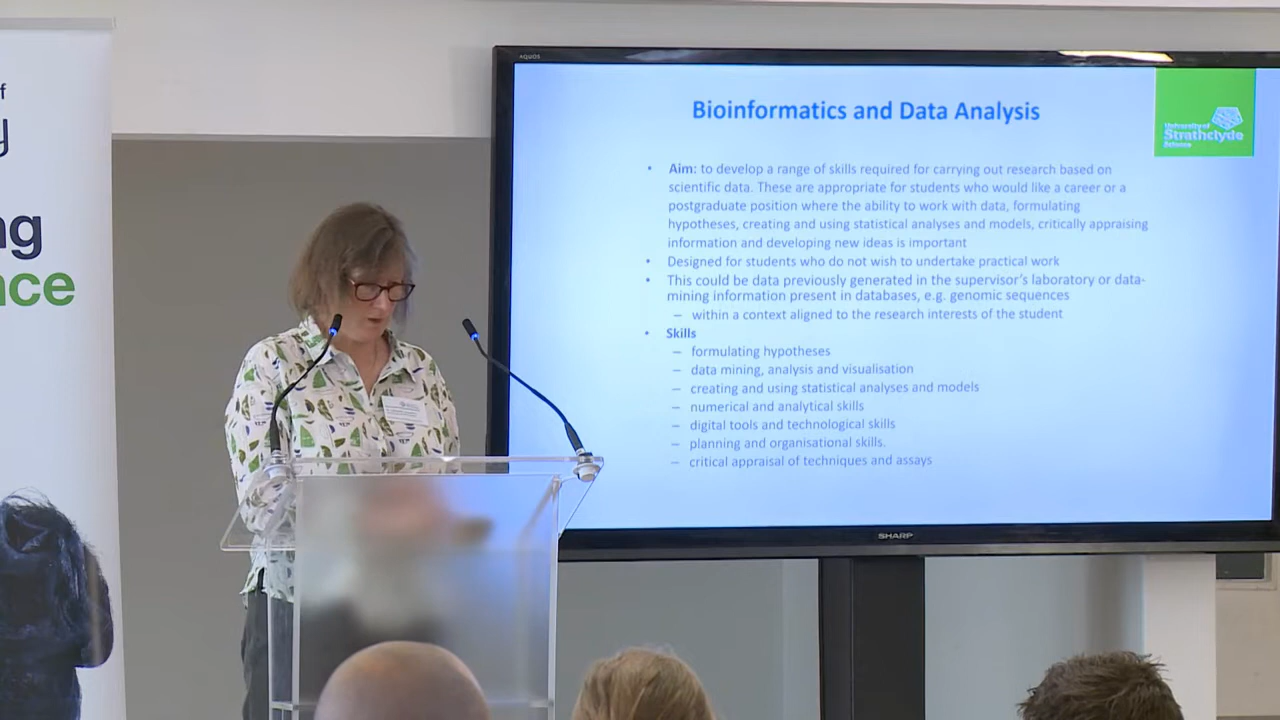 f
y
ng
nce
AQUOS
Bioinformatics and Data Analysis
University of
Strathclyde
Science
• Aim: to develop a range of skills required for carrying out research based on
scientific data. These are appropriate for students who would like a career or a
postgraduate position where the ability to work with data, formulating
hypotheses, creating and using statistical analyses and models, critically appraising
information and developing new ideas is important
• Designed for students who do not wish to undertake practical work
• This could be data previously generated in the supervisor's laboratory or data-
mining information present in databases, e.g. genomic sequences
– within a context aligned to the research interests of the student
• Skills
– formulating hypotheses
– data mining, analysis and visualisation
– creating and using statistical analyses and models
– numerical and analytical skills
– digital tools and technological skills
– planning and organisational skills.
– critical appraisal of techniques and assays
SHARP